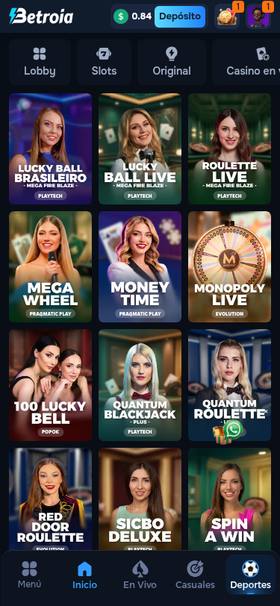 Betroia
$ 0.84 Depósito
1
1
Lobby
Slots
Original
Casino en
LUCKY BALL
BRASILEIRO
· MEGA FIRE BLAZE ·
PLAYTECH
LUCKY
BALL LIVE
· MEGA FIRE BLAZE ·
PLAYTECH
ROULETTE
LIVE
· MEGA FIRE BLAZE ·
PLAYTECH
MEGA
WHEEL
PRAGMATIC PLAY
MONEY
TIME
PRAGMATIC PLAY
M
MONOPOLY
LIVE
EVOLUTION
100 LUCKY
BELL
POPOK
QUANTUM
BLACKJACK
· PLUS ·
PLAYTECH
QUANTUM
ROULETTE
RED
DOOR
ROULETTE
EVOLUTION
SICBO
DELUXE
PLAYTECH
SPIN
A WIN
PLAYTECH
Menú
Inicio
En Vivo
Casuales
Deportes